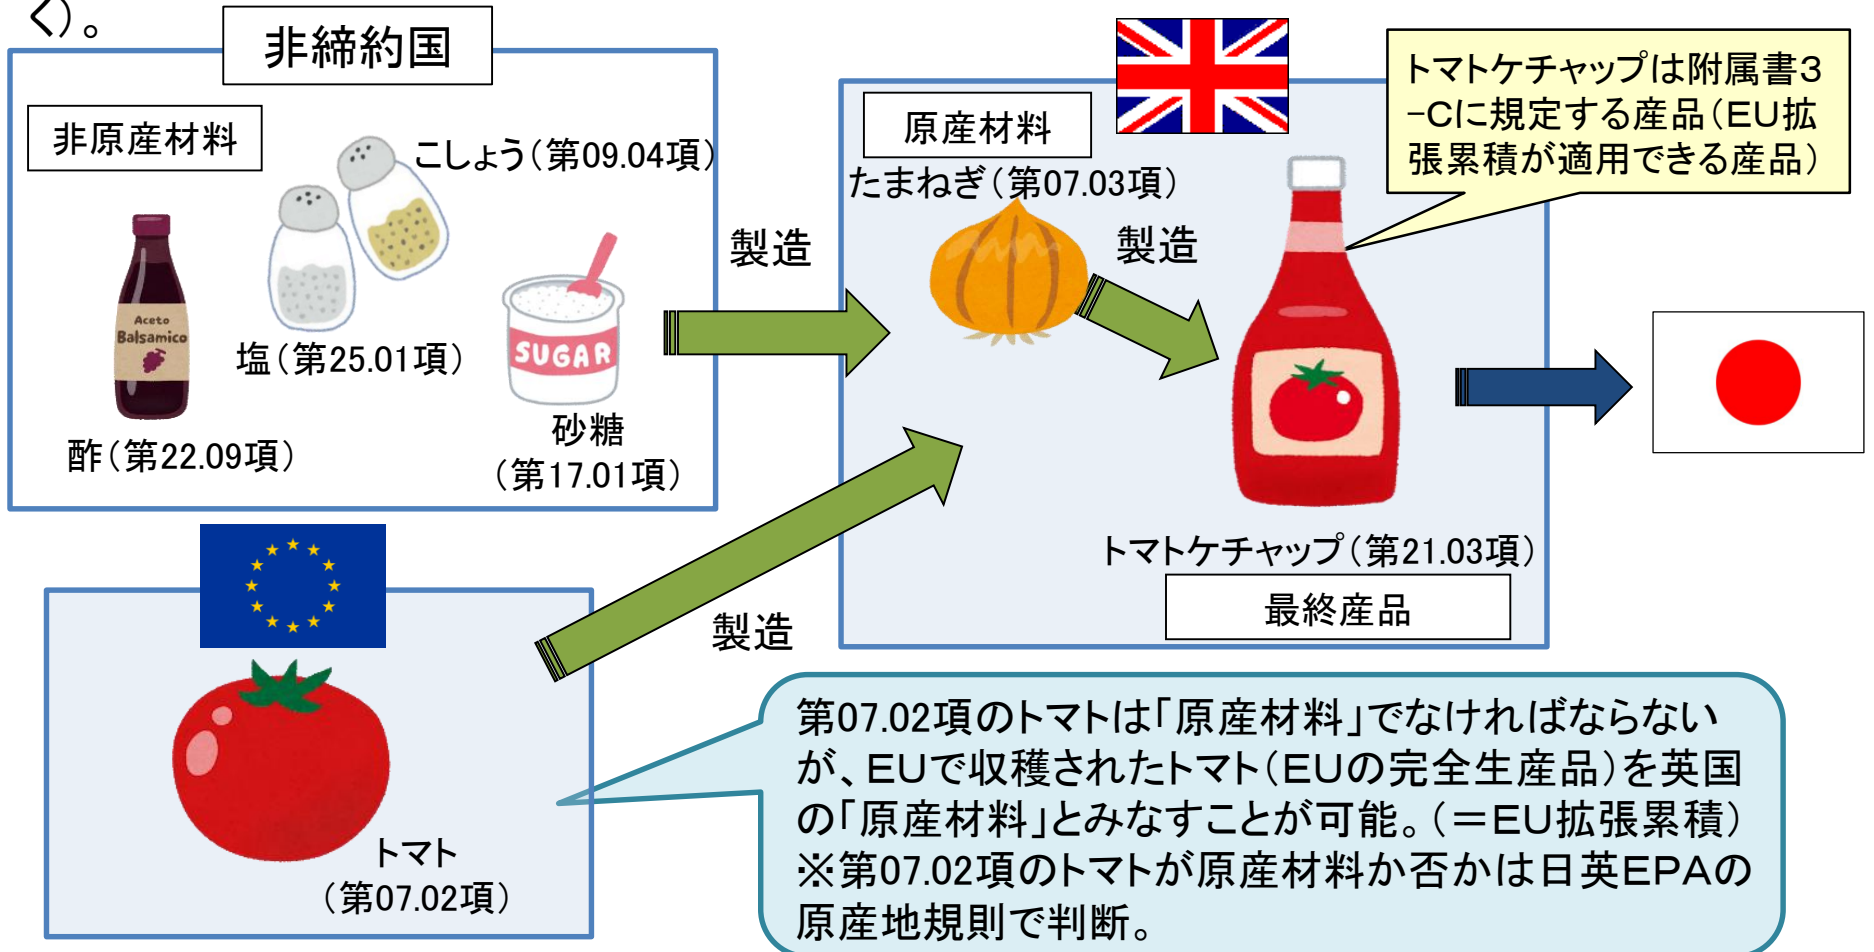 く）。
非締約国
非原産材料
こしょう（第09.04項）
Aceto
Balsamico
塩（第25.01項）
SUGAR
酢（第22.09項）
砂糖
（第17.01項）
製造
原産材料
たまねぎ（第07.03項）
製造
トマトケチャップは附属書３
－Cに規定する産品（EU拡
張累積が適用できる産品）
トマトケチャップ（第21.03項）
最終産品
製造
トマト
（第07.02項）
第07.02項のトマトは「原産材料」でなければならない
が、EUで収穫されたトマト（EUの完全生産品）を英国
の「原産材料」とみなすことが可能。（＝EU拡張累積）
※第07.02項のトマトが原産材料か否かは日英EPAの
原産地規則で判断。